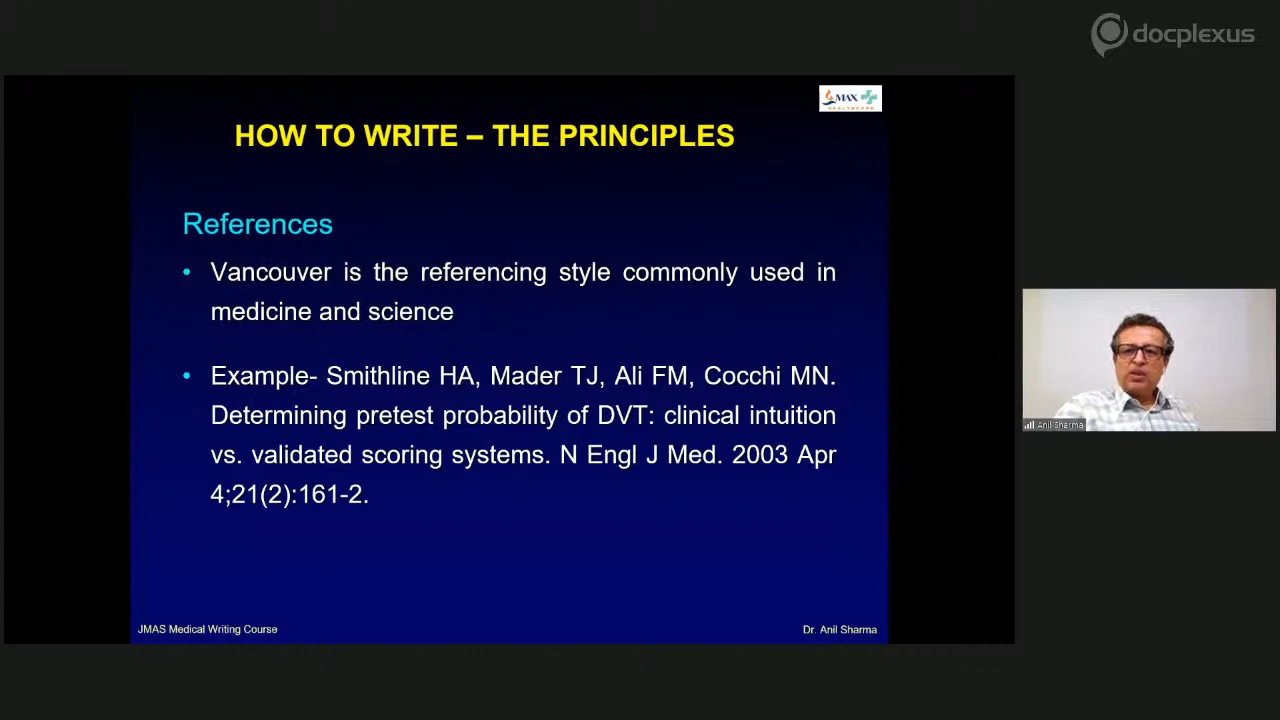 docplexus
MAX
HEALTHCARE
HOW TO WRITE – THE PRINCIPLES
References
• Vancouver is the referencing style commonly used in
medicine and science
• Example- Smithline HA, Mader TJ, Ali FM, Cocchi MN.
Determining pretest probability of DVT: clinical intuition
vs. validated scoring systems. N Engl J Med. 2003 Apr
4;21(2):161-2.
Anil Sharma
JMAS Medical Writing Course
Dr. Anil Sharma